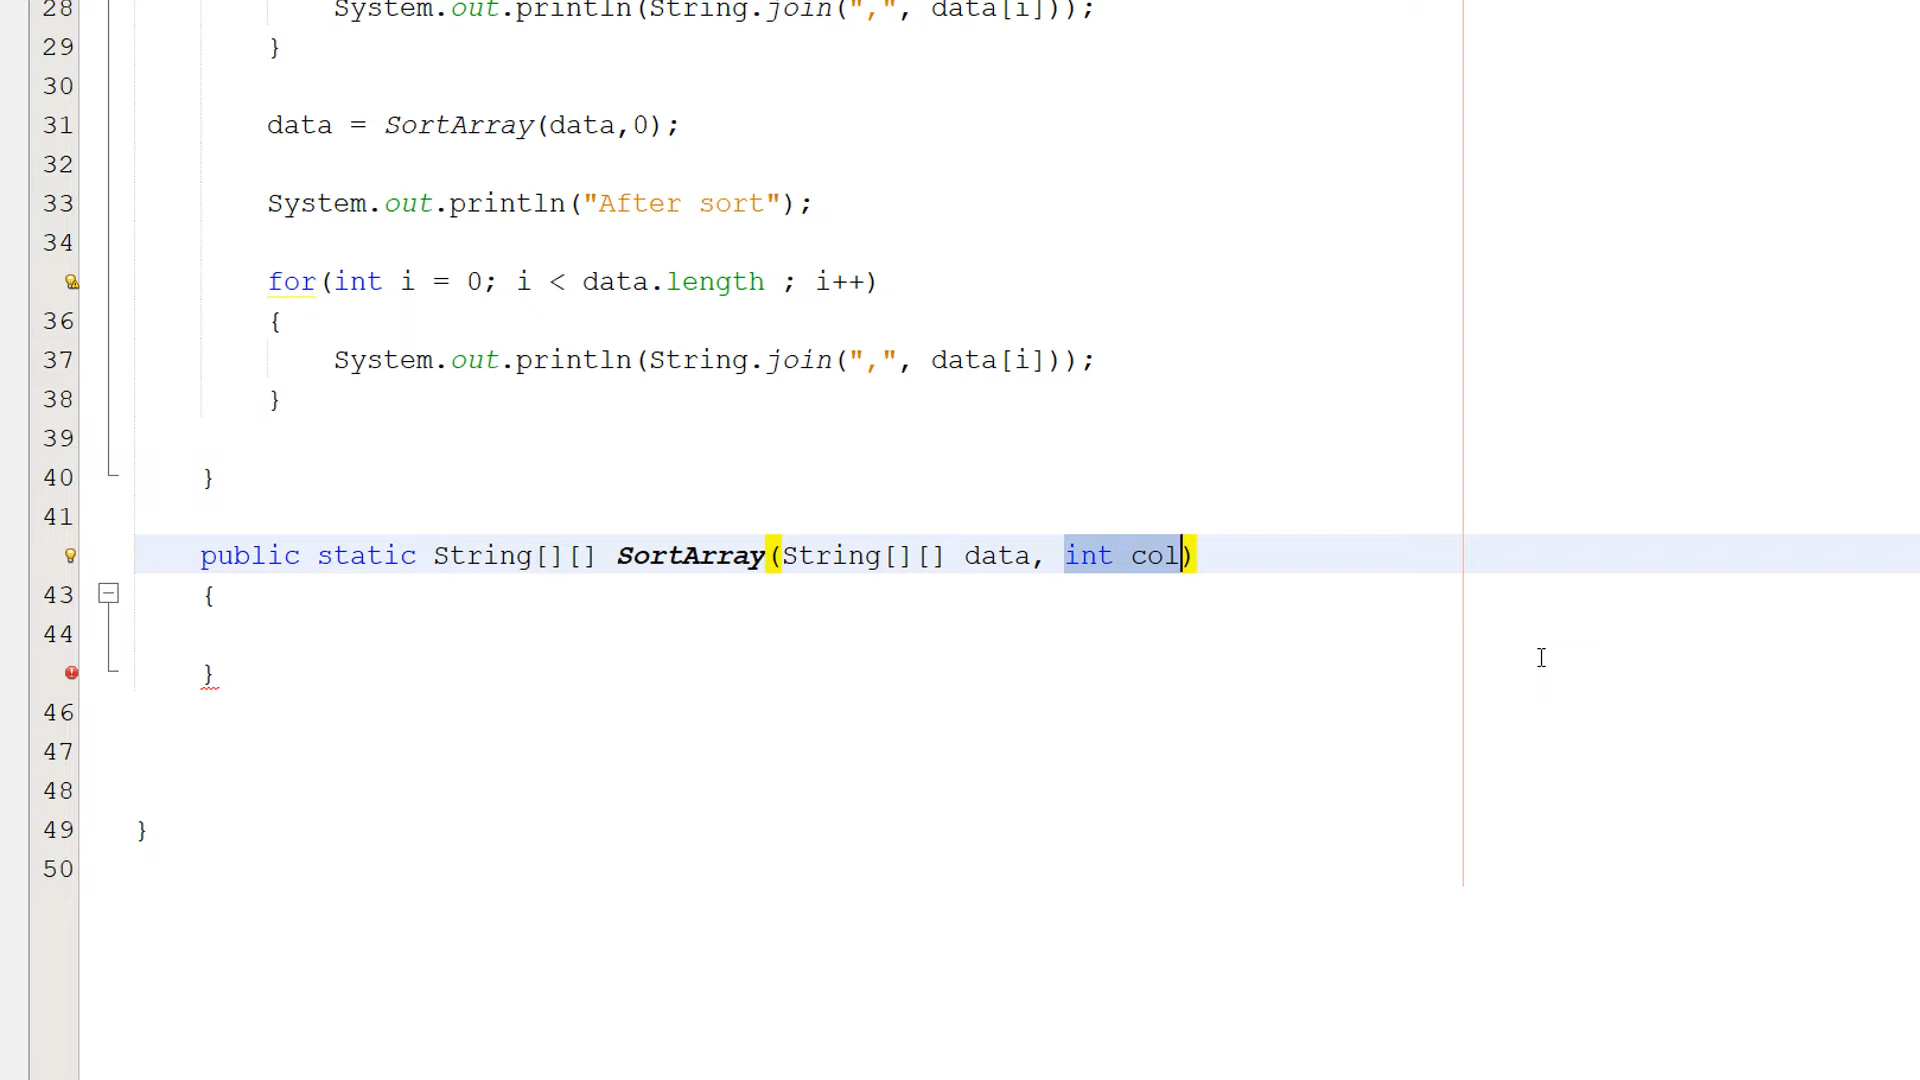 28 System.out.println(String.join(",", data[i]));
29 }
30
31 data = SortArray(data,0);
32
33 System.out.println("After sort");
34
for(int i = 0; i < data.length ; i++)
36 {
37 System.out.println(String.join(",", data[i]));
38 }
39
40 }
41
public static String[][] SortArray(String[][] data, int col)
43 {
44
}
46
47
48
49 }
50